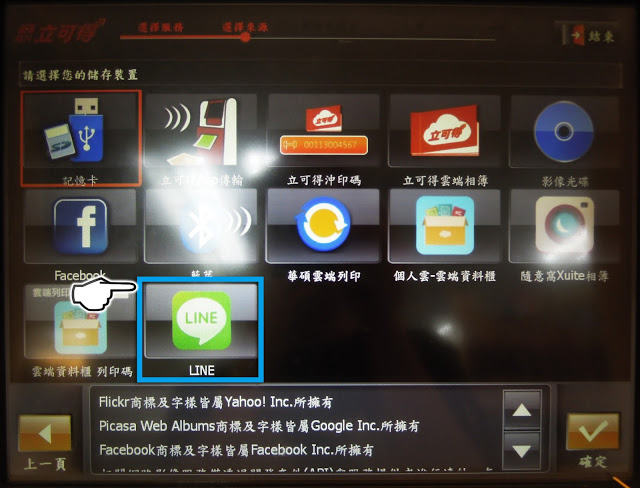 立可得
選擇服務
選擇來源
結束
請選擇您的儲存裝置
記憶卡
立可得
傳輸
立可得
00113004567
立可得沖印碼
立可得
立可得雲端相簿
影像光碟
Facebook
藍芽
華碩雲端列印
個人雲-雲端資料櫃
隨意窩Xuite相簿
雲端列印
雲端資料櫃 列印碼
LINE
LINE
Flickr商標及字樣皆屬Yahoo! Inc.所擁有
Picasa Web Albums商標及字樣皆屬Google Inc.所擁有
Facebook商標及字樣皆屬Facebook Inc.所擁有
上一頁
確定